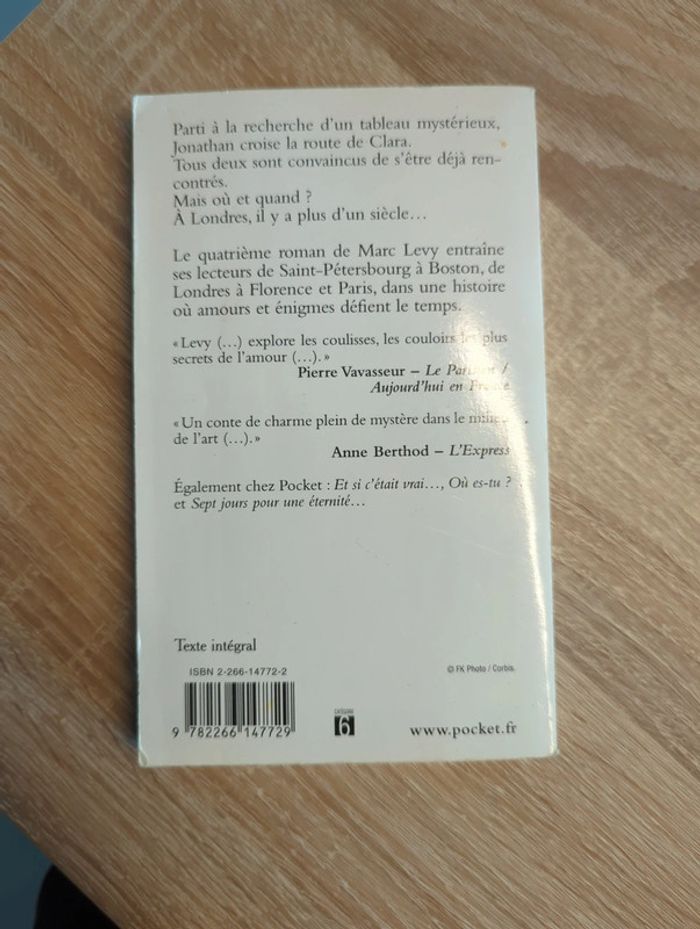 Parti à la recherche d'un tableau mystérieux,
Jonathan croise la route de Clara.
Tous deux sont convaincus de s'être déjà ren-
contrés.
Mais où et quand ?
À Londres, il y a plus d'un siècle…
Le quatrième roman de Marc Levy entraîne
ses lecteurs de Saint-Pétersbourg à Boston, de
Londres à Florence et Paris, dans une histoire
où amours et énigmes défient le temps.
« Levy (…) explore les coulisses, les couloirs les plus
secrets de l'amour (…). »
Pierre Vavasseur – Le Parisien /
Aujourd'hui en France
« Un conte de charme plein de mystère dans le milieu
de l'art (…). »
Anne Berthod – L'Express
Également chez Pocket : Et si c'était vrai…, Où es-tu ?
et Sept jours pour une éternité…
Texte intégral
ISBN 2-266-14772-2
© FK Photo / Corbis.
9 782266 147729
CATÉGORIE
6
www.pocket.fr